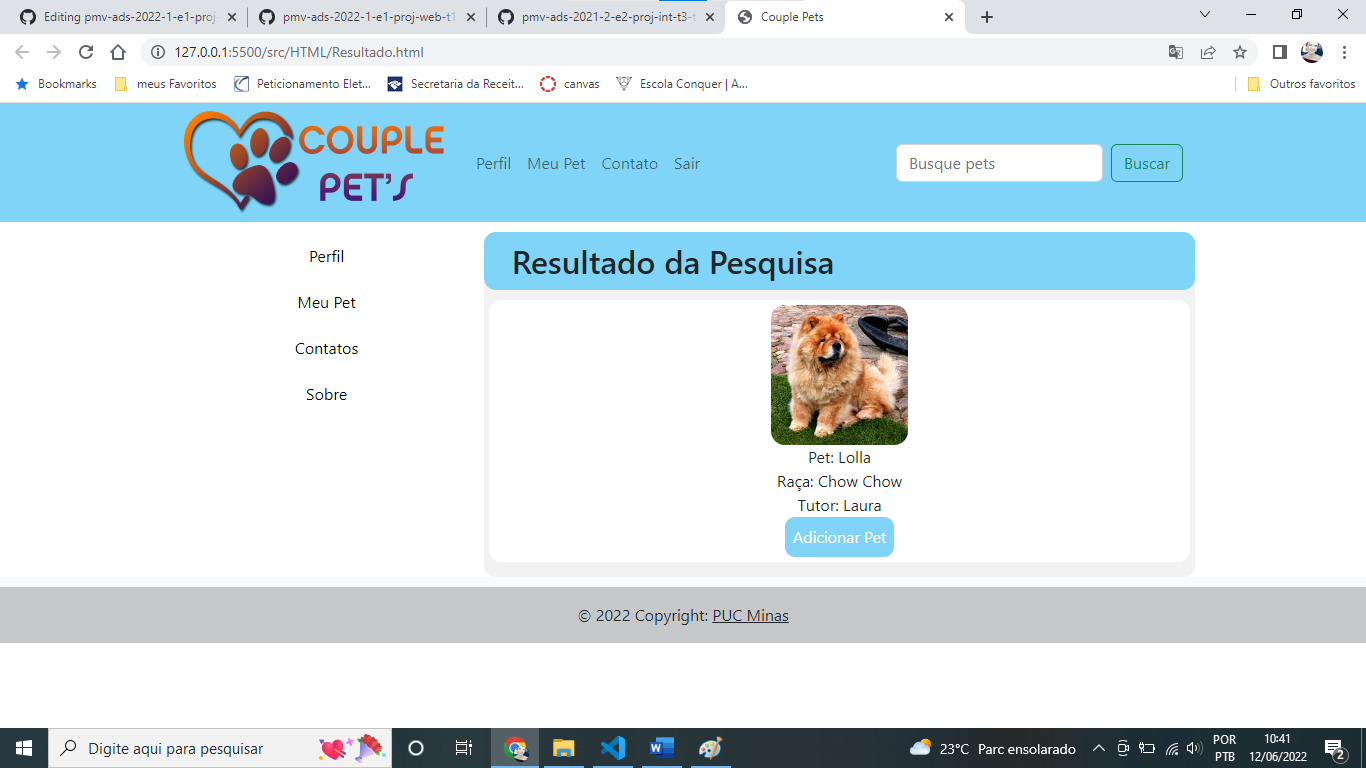 Editing pmv-ads-2022-1-e1-proj-
pmv-ads-2022-1-e1-proj-web-t1
pmv-ads-2021-2-e2-proj-int-t3-t
Couple Pets
127.0.0.1:5500/src/HTML/Resultado.html
Bookmarks
meus Favoritos
Peticionamento Elet...
Secretaria da Receit...
canvas
Escola Conquer | A...
Outros favoritos
COUPLE
PET'S
Perfil
Meu Pet
Contato
Sair
Busque pets
Buscar
Perfil
Meu Pet
Contatos
Sobre
Resultado da Pesquisa
Pet: Lolla
Raça: Chow Chow
Tutor: Laura
Adicionar Pet
© 2022 Copyright: PUC Minas
Digite aqui para pesquisar
23°C Parc ensolarado
POR
PTB
10:41
12/06/2022
2